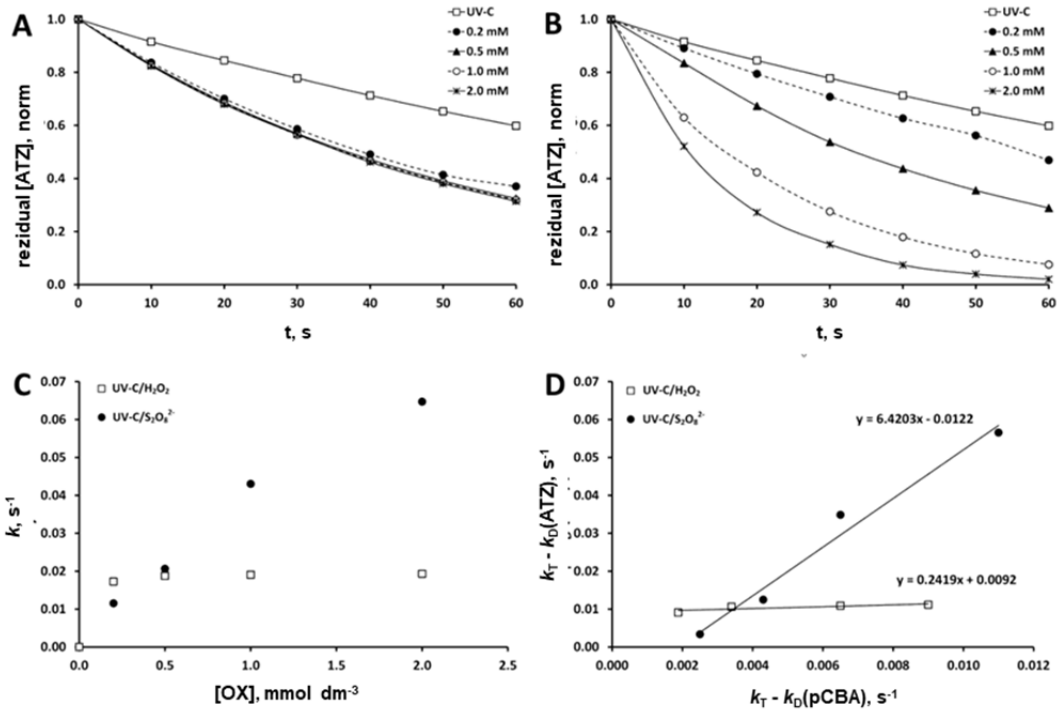 A
UV-C
0.2 mM
0.5 mM
1.0 mM
2.0 mM
1.0
0.8
0.6
0.4
0.2
0.0
rezidual [ATZ], norm
0 10 20 30 40 50 60
t, s
B
UV-C
0.2 mM
0.5 mM
1.0 mM
2.0 mM
1.0
0.8
0.6
0.4
0.2
0.0
rezidual [ATZ], norm
0 10 20 30 40 50 60
t, s
C
UV-C/H₂O₂
UV-C/S₂O₈²⁻
0.07
0.06
0.05
0.04
0.03
0.02
0.01
0.00
k, s⁻¹
0.0 0.5 1.0 1.5 2.0 2.5
[OX], mmol dm⁻³
D
UV-C/H₂O₂
UV-C/S₂O₈²⁻
y = 6.4203x - 0.0122
y = 0.2419x + 0.0092
0.07
0.06
0.05
0.04
0.03
0.02
0.01
0.00
k_T - k_D(ATZ), s⁻¹
0.000 0.002 0.004 0.006 0.008 0.010 0.012
k_T - k_D(pCBA), s⁻¹